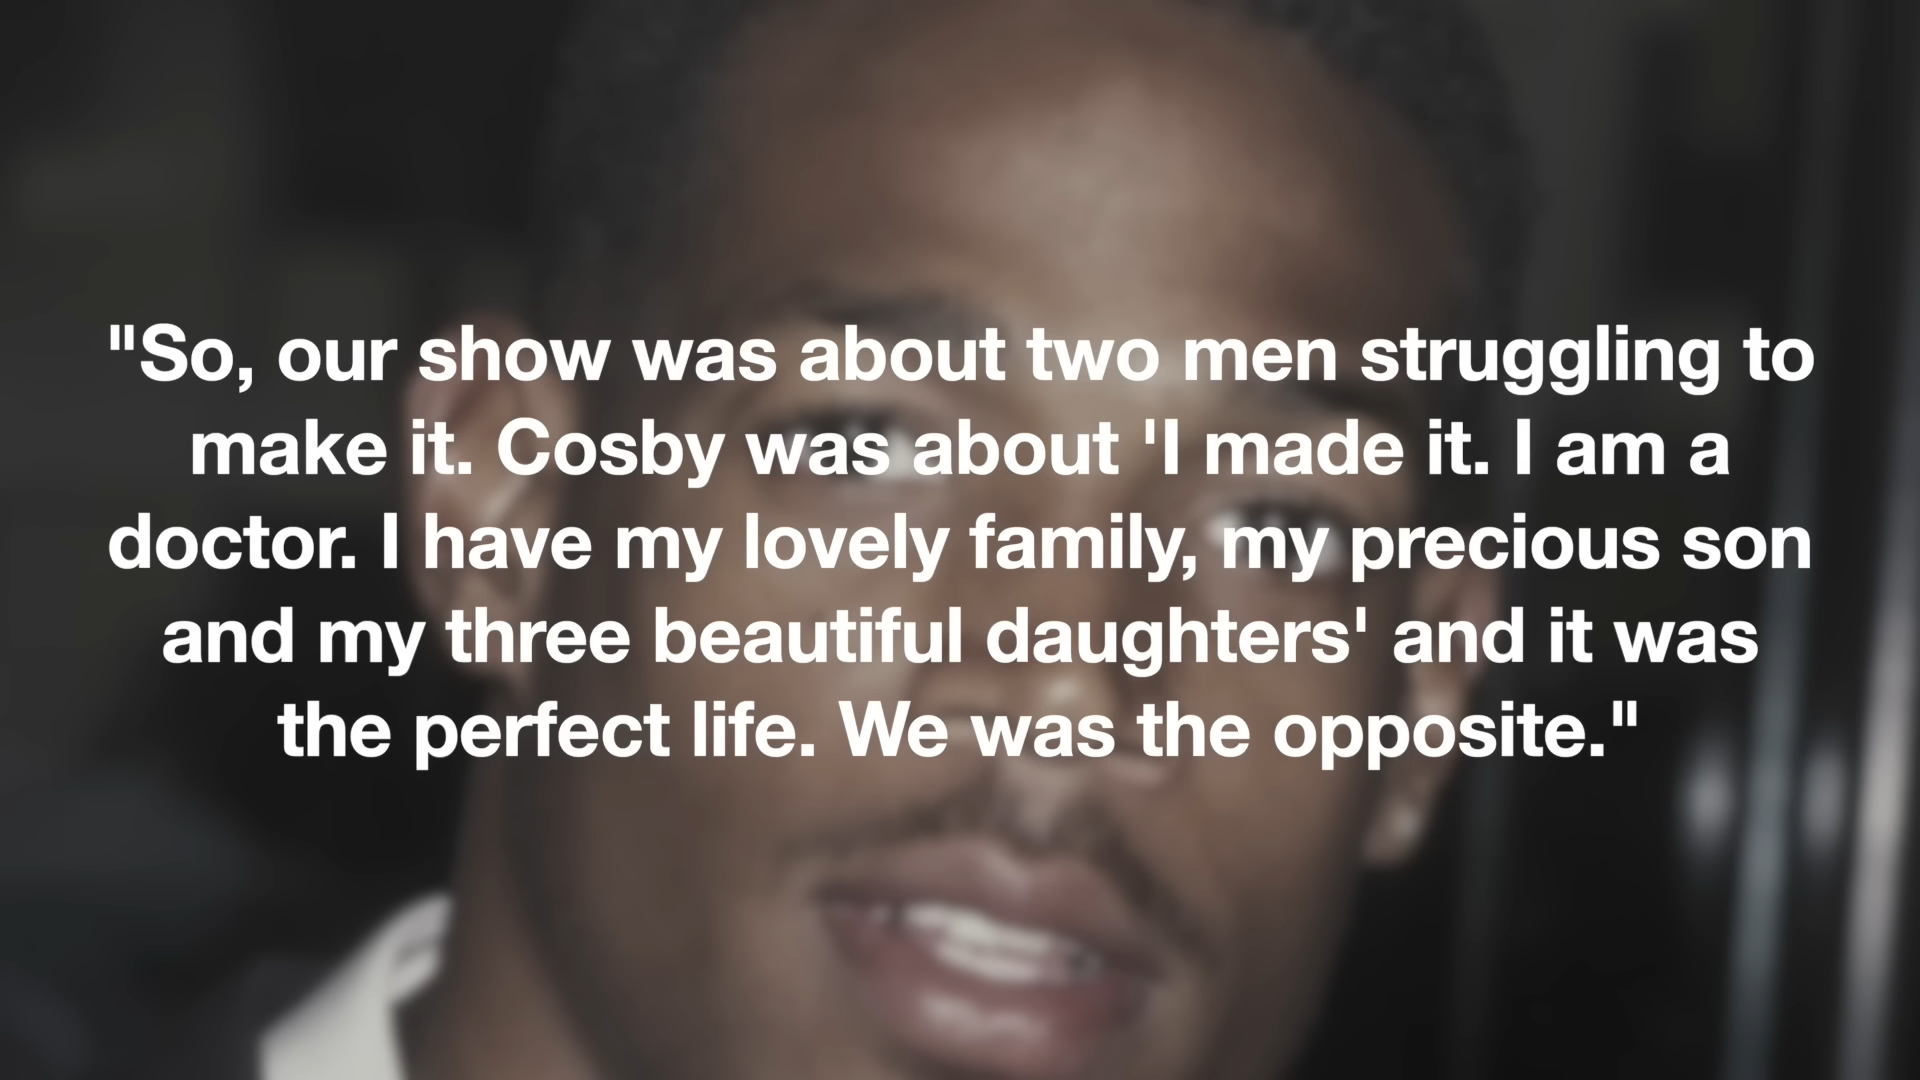 "So, our show was about two men struggling to
make it. Cosby was about 'I made it. I am a
doctor. I have my lovely family, my precious son
and my three beautiful daughters' and it was
the perfect life. We was the opposite."